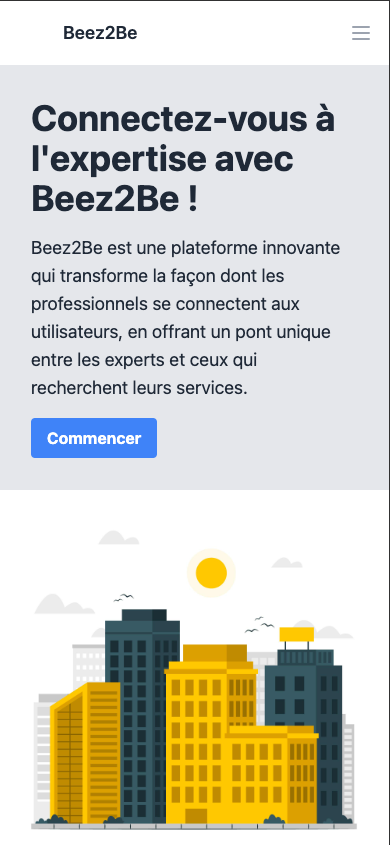 Beez2Be
Connectez-vous à
l'expertise avec
Beez2Be !
Beez2Be est une plateforme innovante
qui transforme la façon dont les
professionnels se connectent aux
utilisateurs, en offrant un pont unique
entre les experts et ceux qui
recherchent leurs services.
Commencer